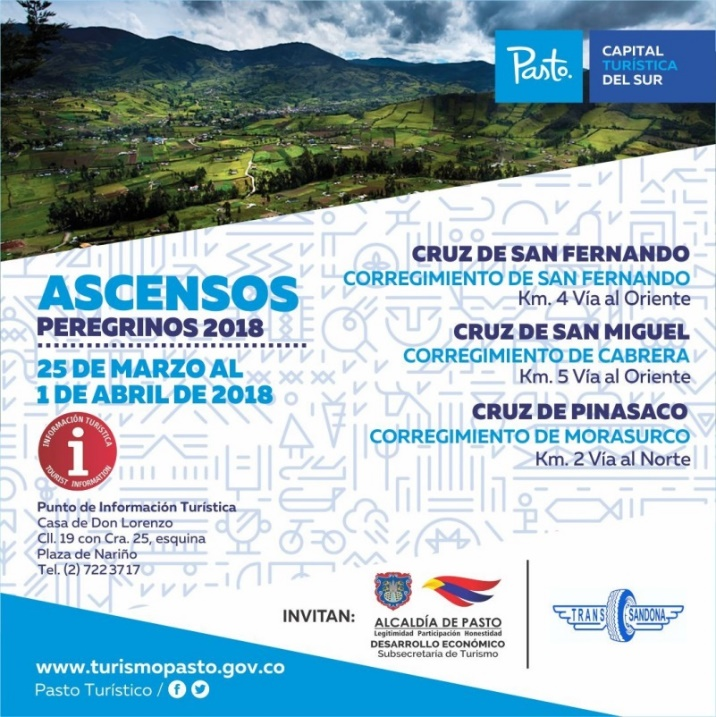 Pasto.
CAPITAL
TURÍSTICA
DEL SUR
ASCENSOS
PEREGRINOS 2018
25 DE MARZO AL
1 DE ABRIL DE 2018
CRUZ DE SAN FERNANDO
CORREGIMIENTO DE SAN FERNANDO
Km. 4 Vía al Oriente
CRUZ DE SAN MIGUEL
CORREGIMIENTO DE CABRERA
Km. 5 Vía al Oriente
CRUZ DE PINASACO
CORREGIMIENTO DE MORASURCO
Km. 2 Vía al Norte
INFORMACIÓN TURISTICA
i
TOURIST INFORMATION
Punto de Información Turística
Casa de Don Lorenzo
Cll. 19 con Cra. 25, esquina
Plaza de Nariño
Tel. (2) 7223717
INVITAN:
ALCALDÍA DE PASTO
Legitimidad Participación Honestidad
DESARROLLO ECONÓMICO
Subsecretaría de Turismo
TRANS SANDONA
www.turismopasto.gov.co
Pasto Turístico /